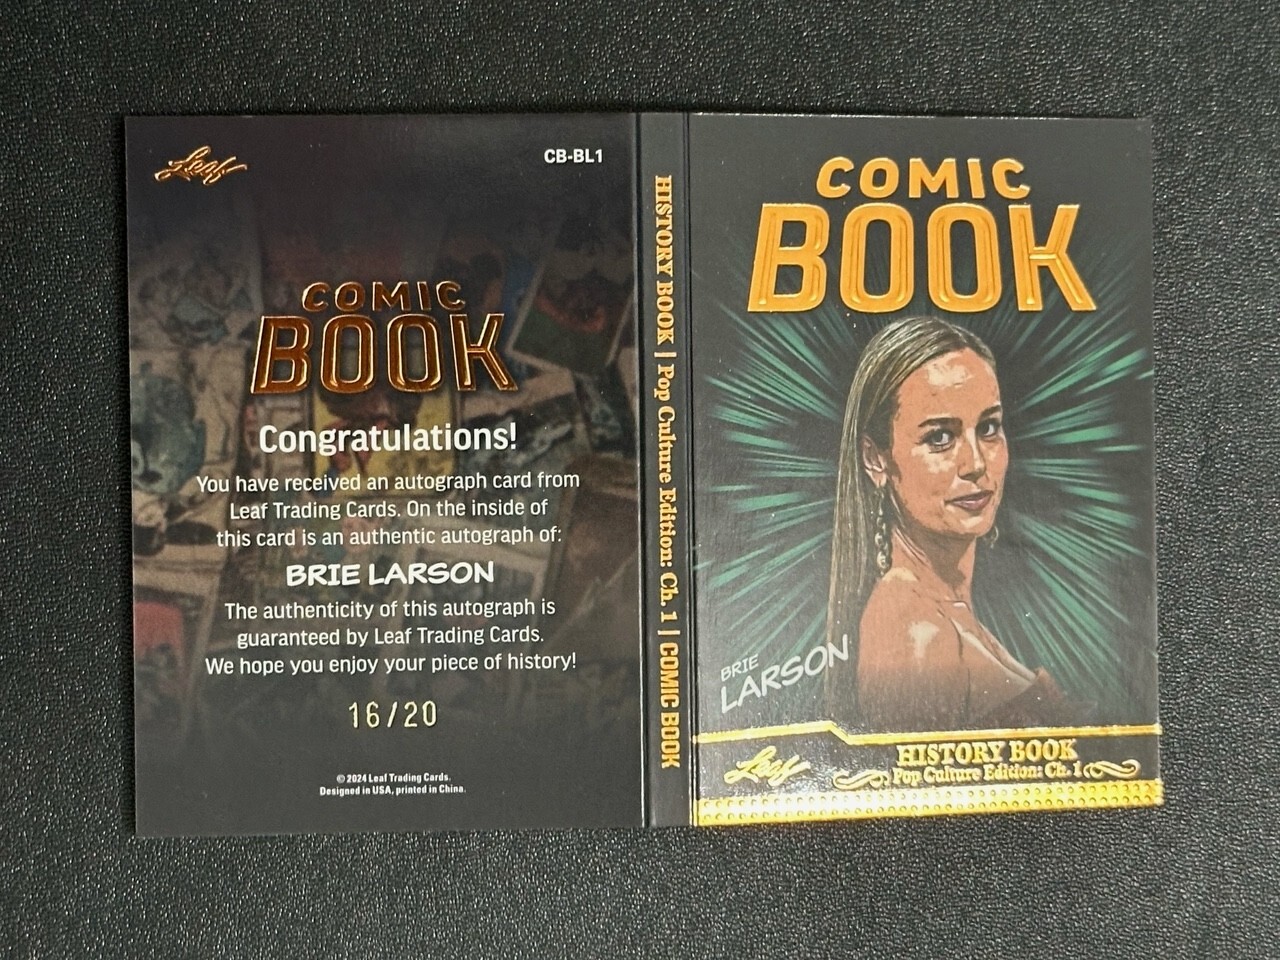 Leaf
CB-BL1
COMIC
BOOK
Congratulations!
You have received an autograph card from
Leaf Trading Cards. On the inside of
this card is an authentic autograph of:
BRIE LARSON
The authenticity of this autograph is
guaranteed by Leaf Trading Cards.
We hope you enjoy your piece of history!
16/20
© 2024 Leaf Trading Cards.
Designed in USA, printed in China.
HISTORY BOOK | Pop Culture Edition: Ch. 1 | COMIC BOOK
COMIC
BOOK
BRIE
LARSON
Leaf
HISTORY BOOK
Pop Culture Edition: Ch. 1